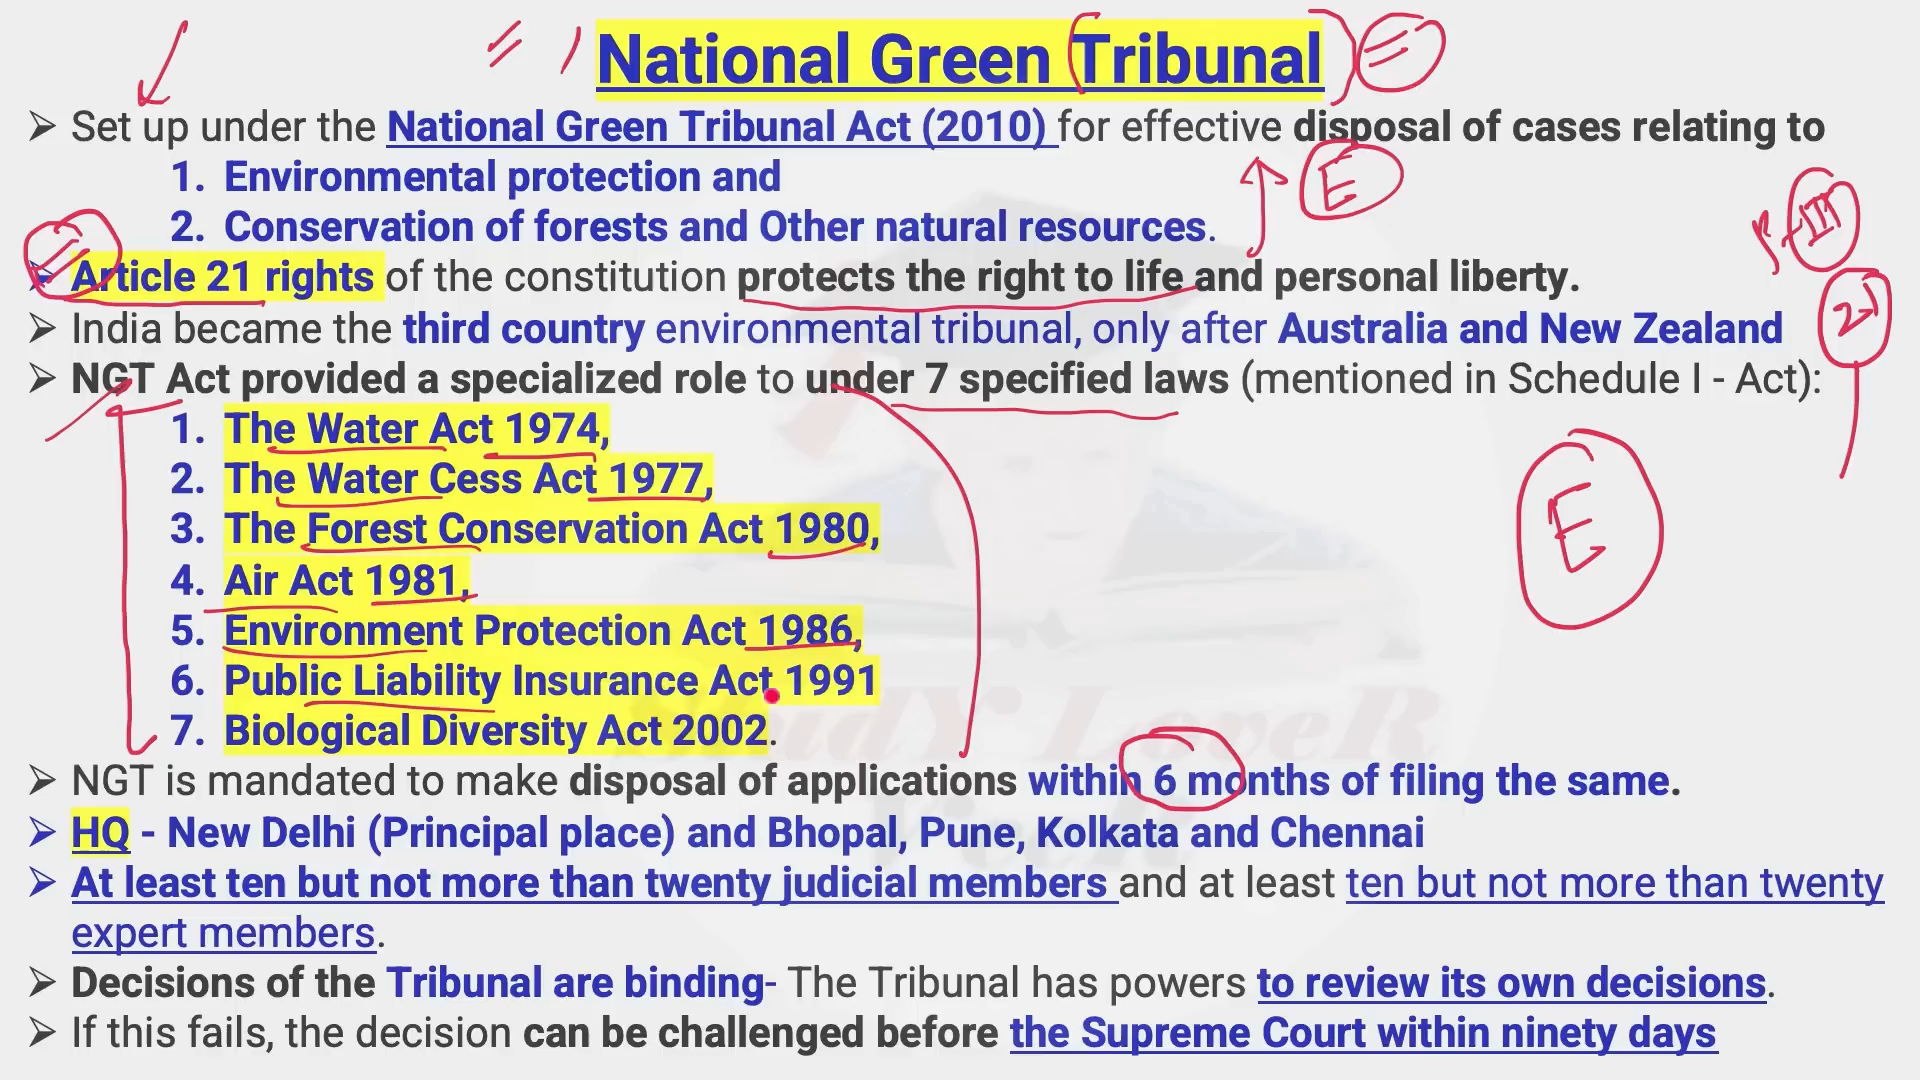 National Green Tribunal
➢ Set up under the National Green Tribunal Act (2010) for effective disposal of cases relating to
1. Environmental protection and
2. Conservation of forests and Other natural resources.
➢ Article 21 rights of the constitution protects the right to life and personal liberty.
➢ India became the third country environmental tribunal, only after Australia and New Zealand
➢ NGT Act provided a specialized role to under 7 specified laws (mentioned in Schedule I - Act):
1. The Water Act 1974,
2. The Water Cess Act 1977,
3. The Forest Conservation Act 1980,
4. Air Act 1981,
5. Environment Protection Act 1986,
6. Public Liability Insurance Act 1991
7. Biological Diversity Act 2002.
➢ NGT is mandated to make disposal of applications within 6 months of filing the same.
➢ HQ - New Delhi (Principal place) and Bhopal, Pune, Kolkata and Chennai
➢ At least ten but not more than twenty judicial members and at least ten but not more than twenty
expert members.
➢ Decisions of the Tribunal are binding- The Tribunal has powers to review its own decisions.
➢ If this fails, the decision can be challenged before the Supreme Court within ninety days
E
III
E
StudY LoveR
VeeR